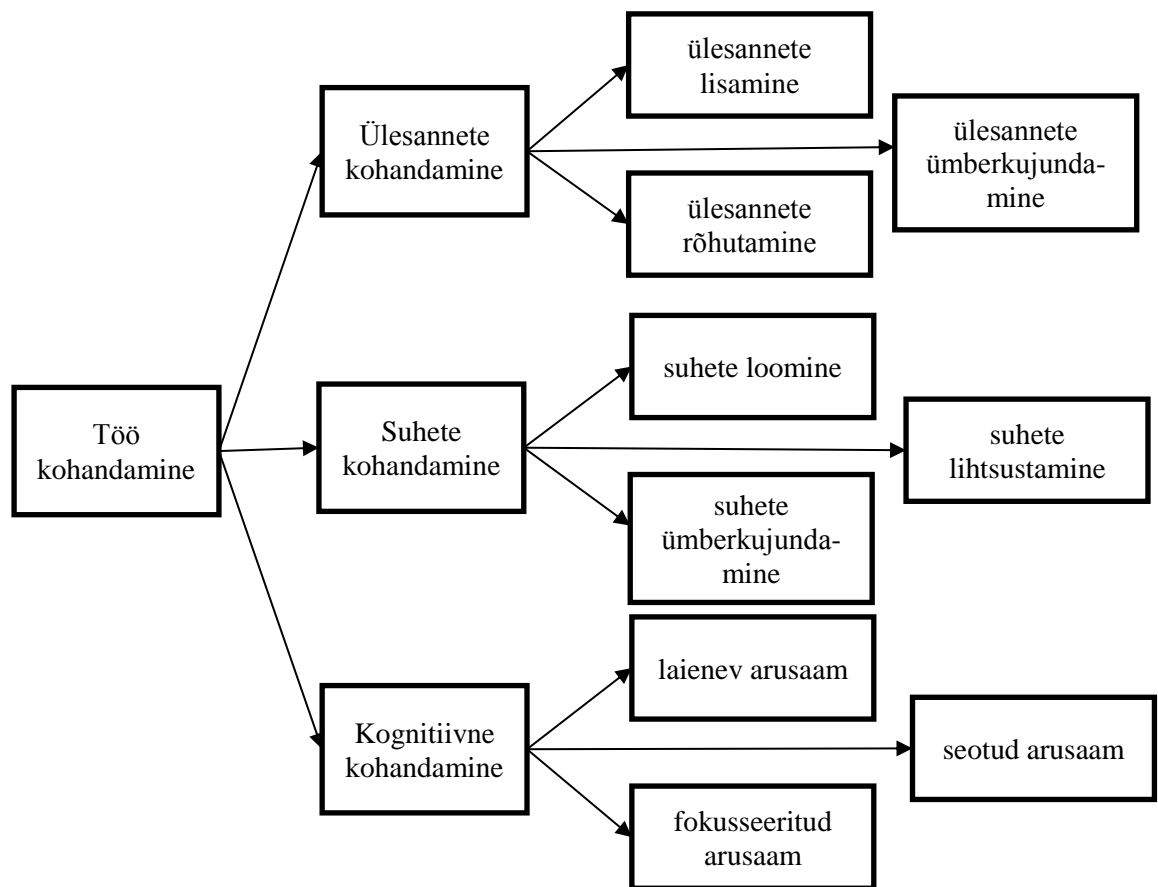 ülesannete
lisamine
Ülesannete
kohandamine
ülesannete
ümberkujunda-
mine
ülesannete
rõhutamine
suhete loomine
Töö
kohandamine
Suhete
kohandamine
suhete
lihtsustamine
suhete
ümberkujunda-
mine
laienev arusaam
Kognitiivne
kohandamine
seotud arusaam
fokusseeritud
arusaam